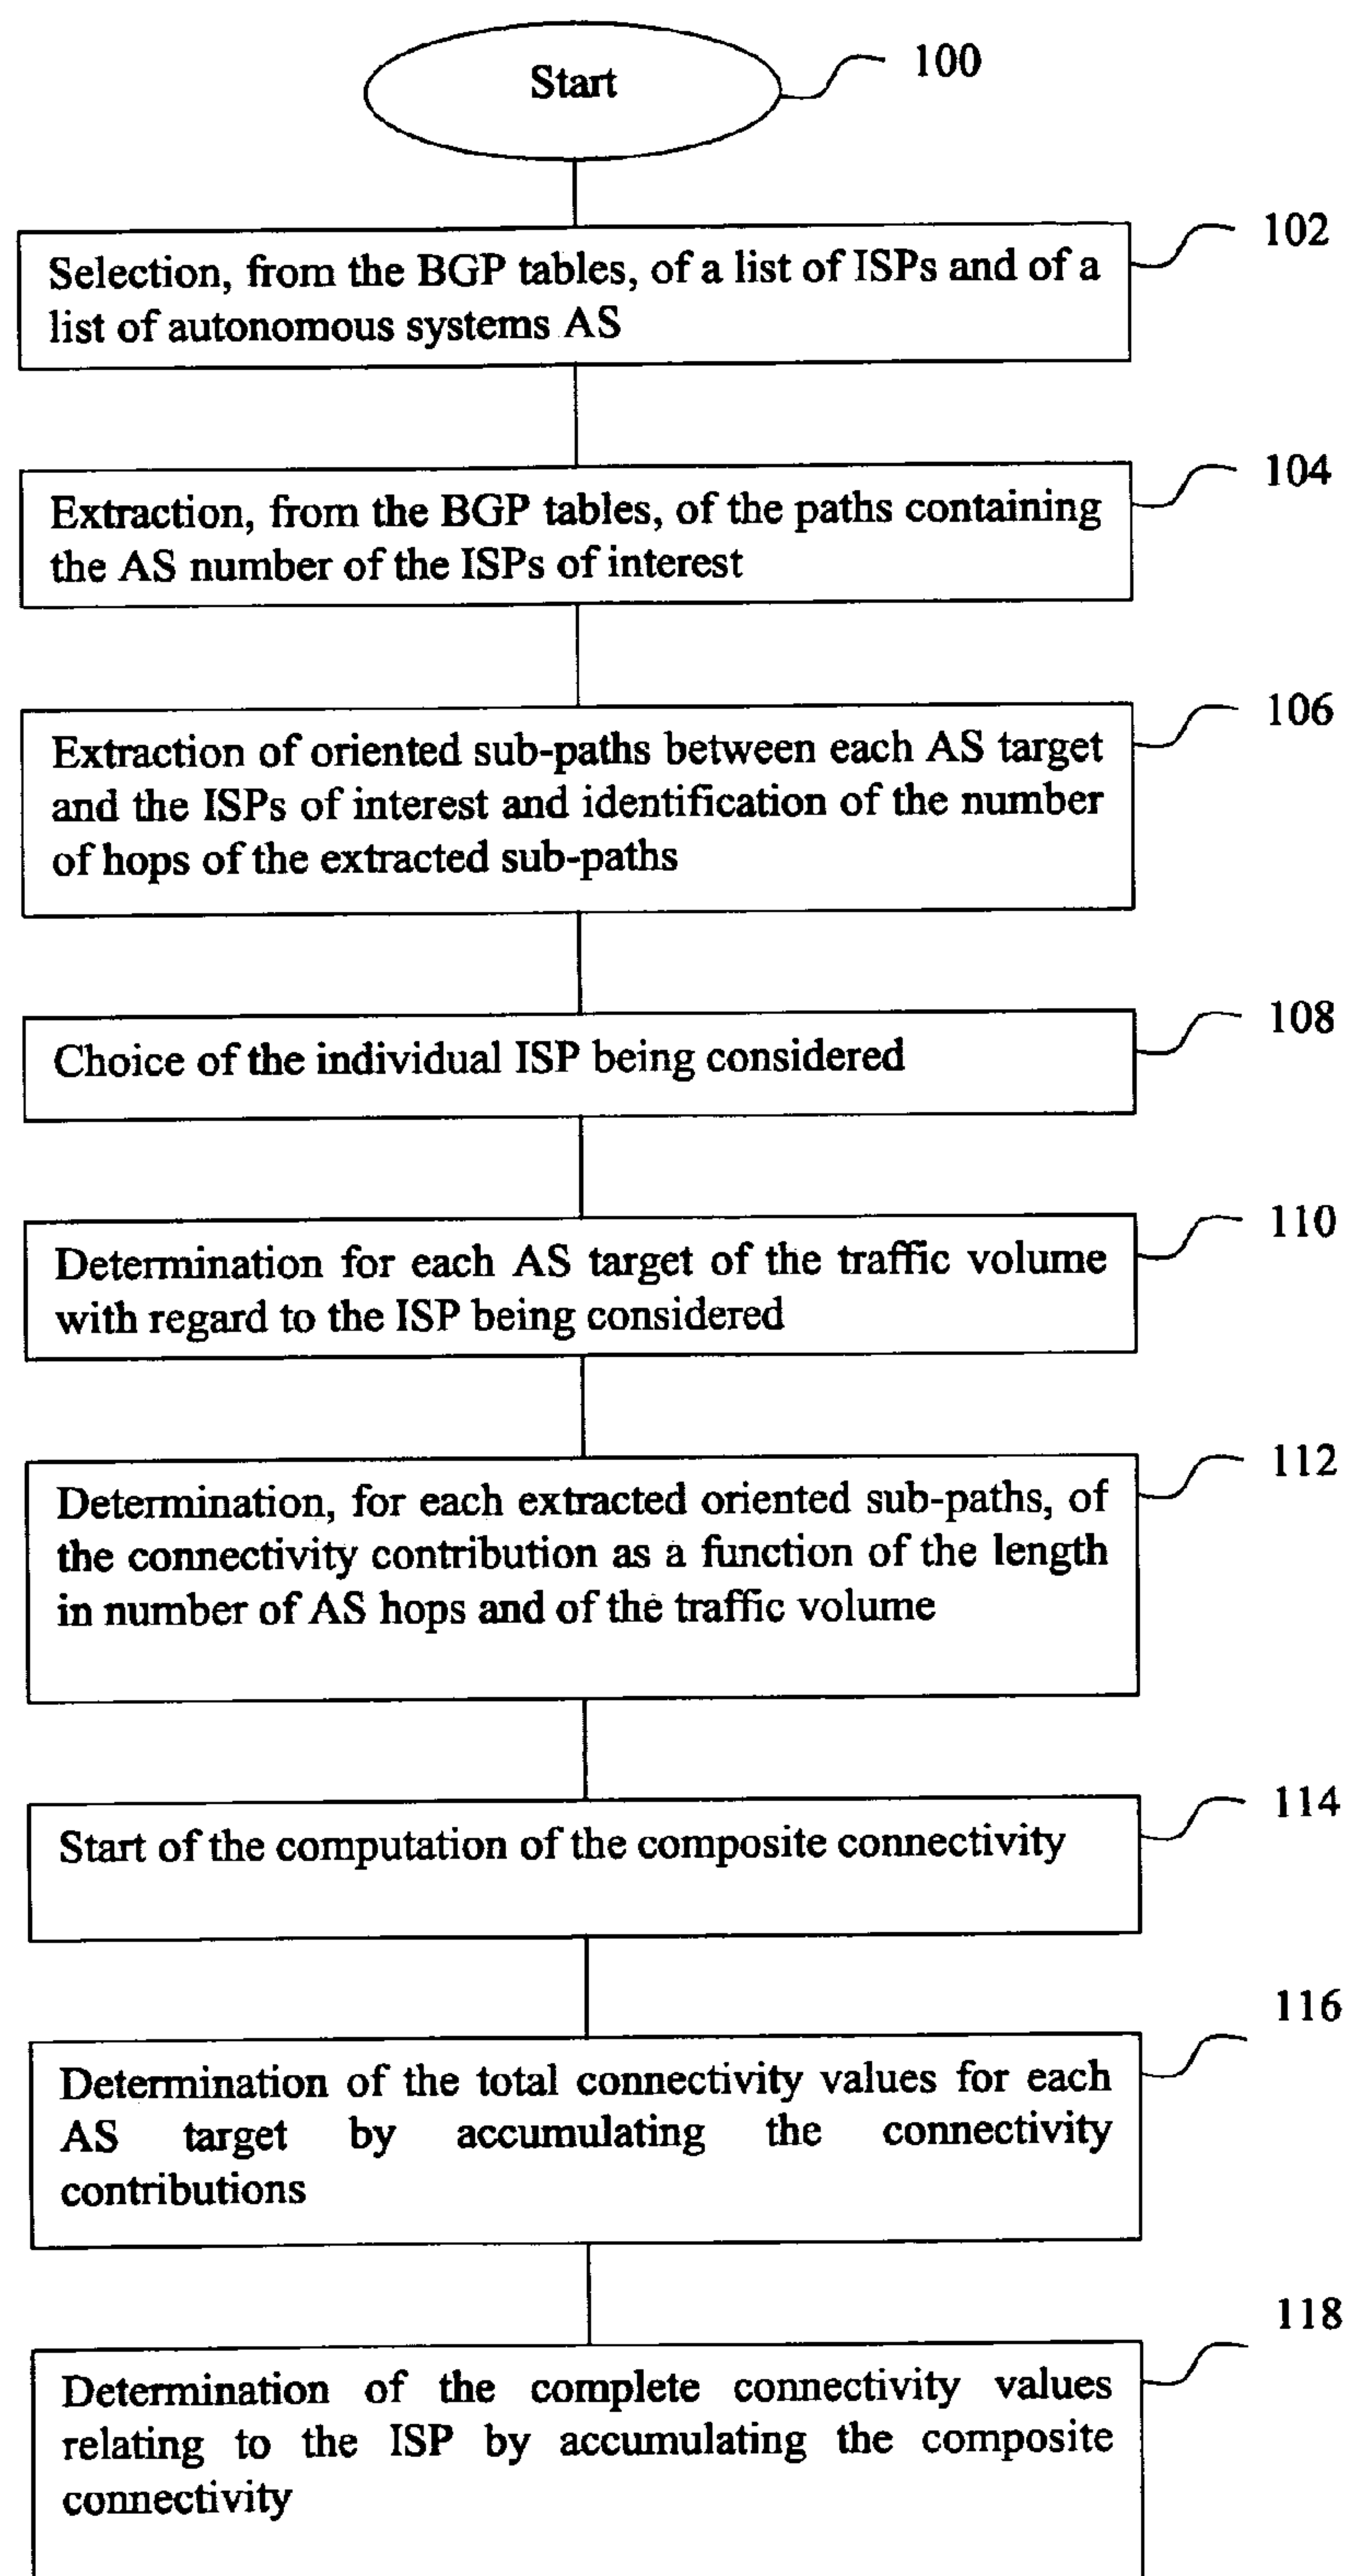 Start
100
102
Selection, from the BGP tables, of a list of ISPs and of a
list of autonomous systems AS
104
Extraction, from the BGP tables, of the paths containing
the AS number of the ISPs of interest
106
Extraction of oriented sub-paths between each AS target
and the ISPs of interest and identification of the number
of hops of the extracted sub-paths
108
Choice of the individual ISP being considered
110
Determination for each AS target of the traffic volume
with regard to the ISP being considered
112
Determination, for each extracted oriented sub-paths, of
the connectivity contribution as a function of the length
in number of AS hops and of the traffic volume
114
Start of the computation of the composite connectivity
116
Determination of the total connectivity values for each
AS target by accumulating the connectivity
contributions
118
Determination of the complete connectivity values
relating to the ISP by accumulating the composite
connectivity